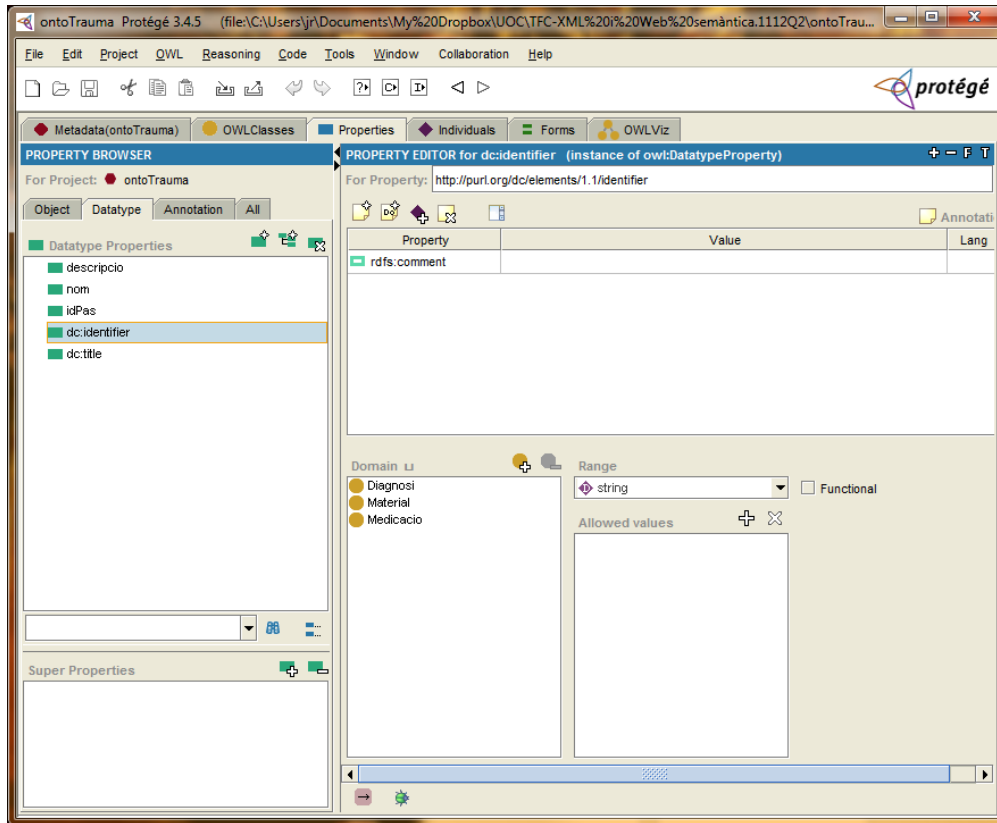 ontoTrauma Protégé 3.4.5 (file:\C:\Users\jr\Documents\My%20Dropbox\UOC\TFC-XML%20i%20Web%20semàntica.1112Q2\ontoTrau...
File Edit Project OWL Reasoning Code Tools Window Collaboration Help
protégé
Metadata(ontoTrauma) OWLClasses Properties Individuals Forms OWLViz
PROPERTY BROWSER
For Project: ontoTrauma
Object Datatype Annotation All
Datatype Properties
descripcio
nom
idPas
dc:identifier
dc:title
Super Properties
PROPERTY EDITOR for dc:identifier (instance of owl:DatatypeProperty)
For Property: http://purl.org/dc/elements/1.1/identifier
Annotati
Property Value Lang
rdfs:comment
Domain
Diagnosi
Material
Medicacio
Range
string
Functional
Allowed values